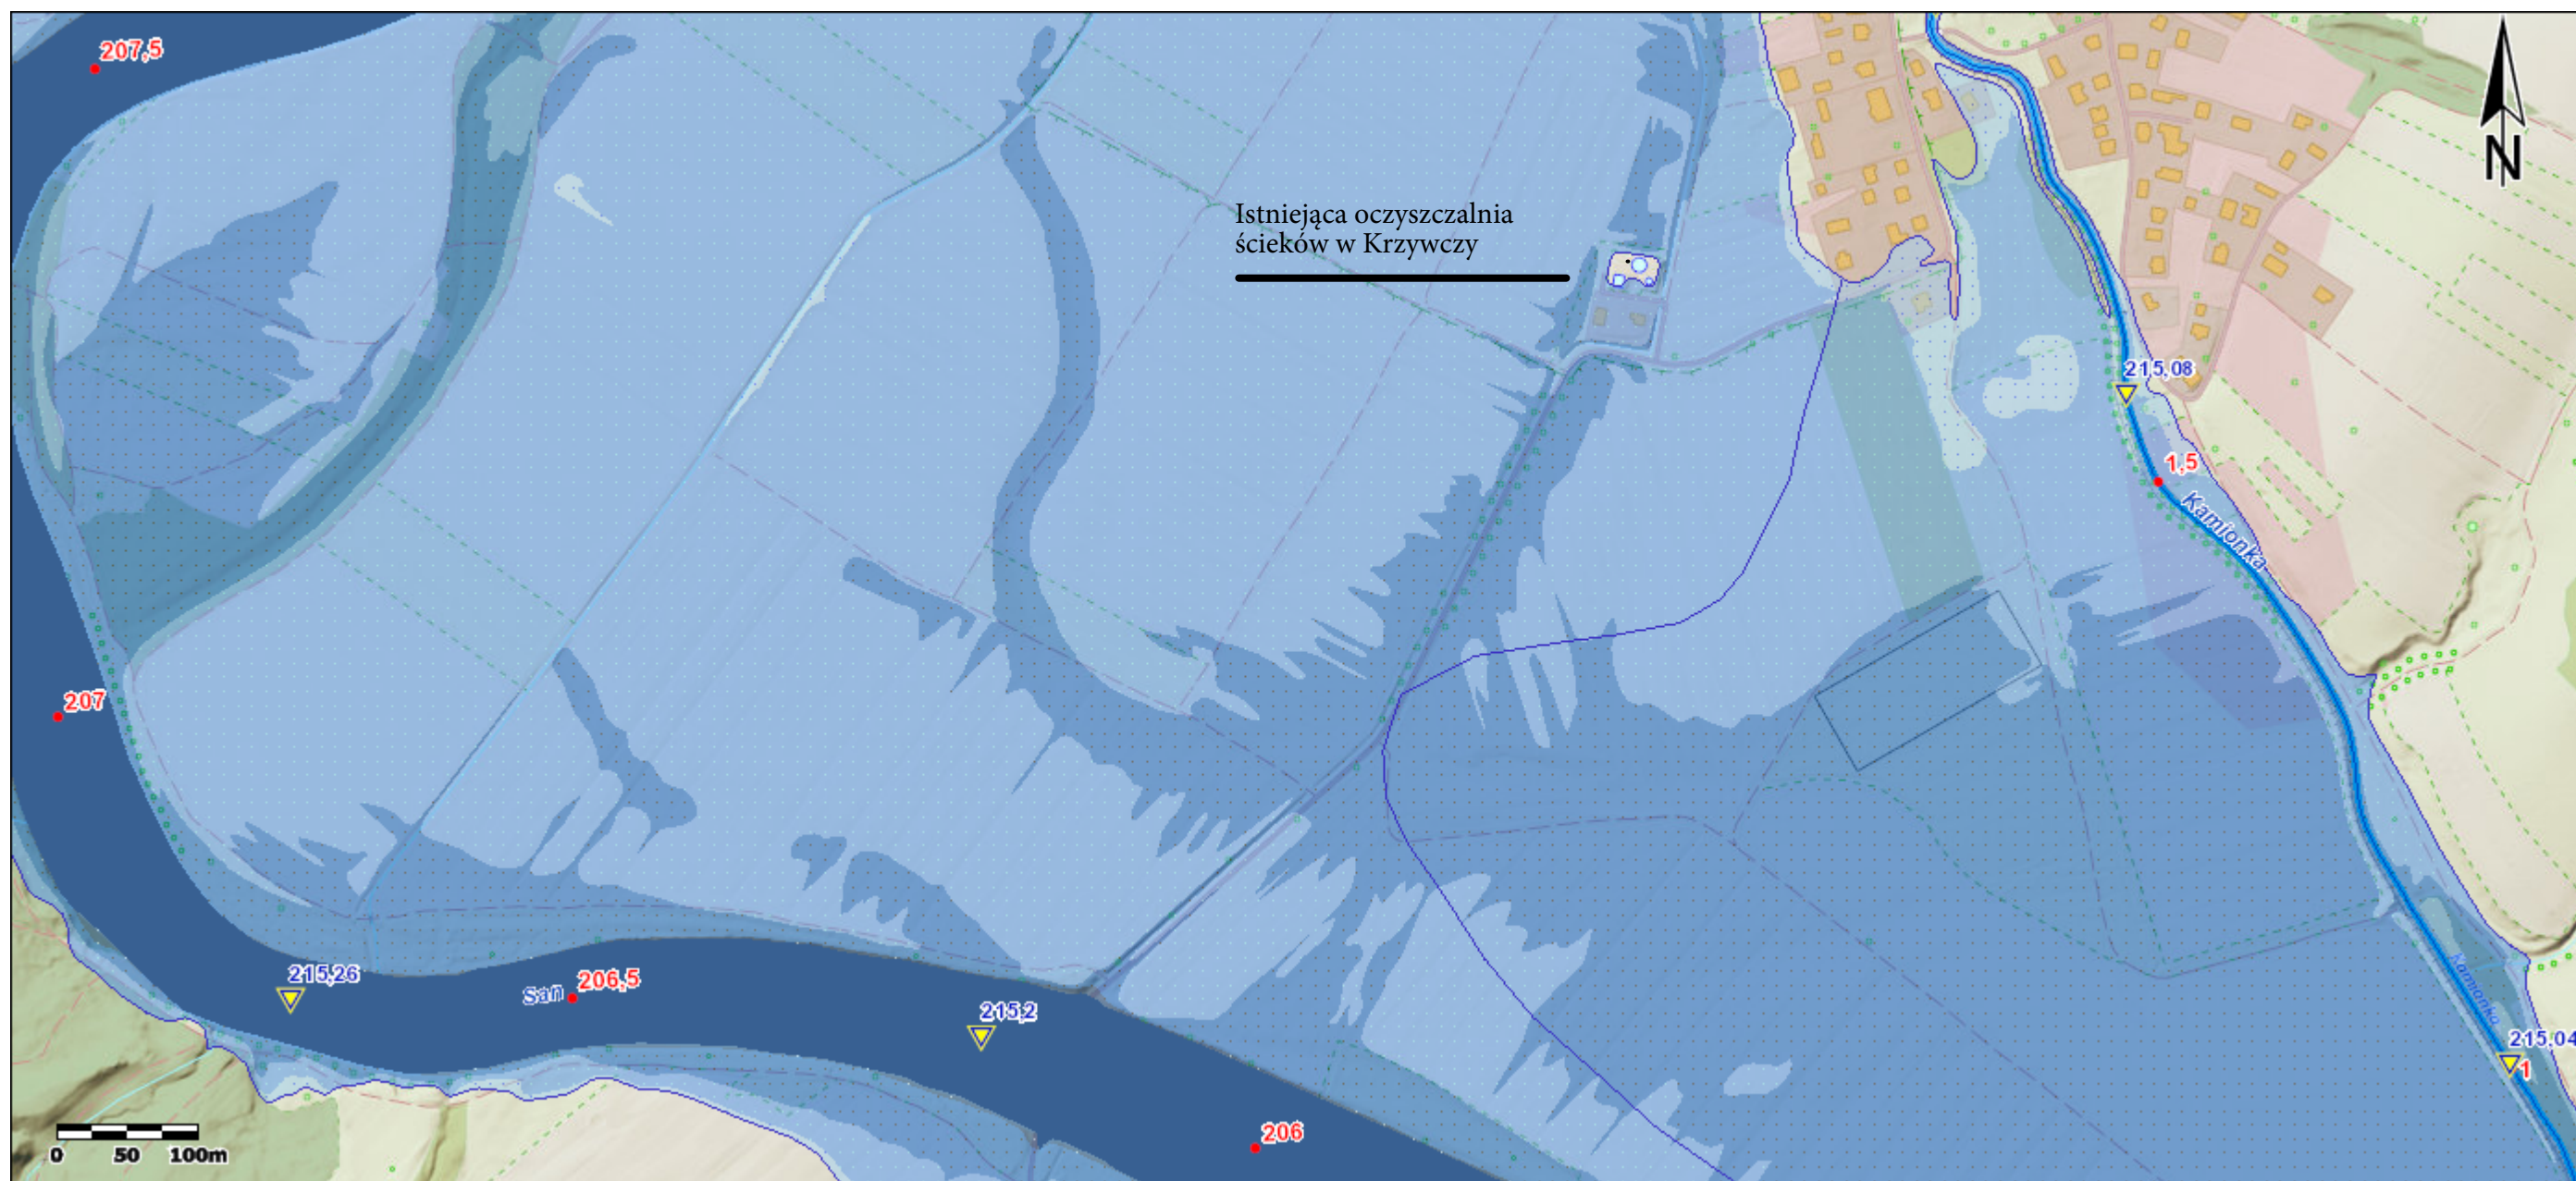 207,5
N
Istniejąca oczyszczalnia
ścieków w Krzywczy
215,08
1,5
Kamionka
207
215,26
San
206,5
215,2
Kamionka
215,04
1
206
0 50 100m